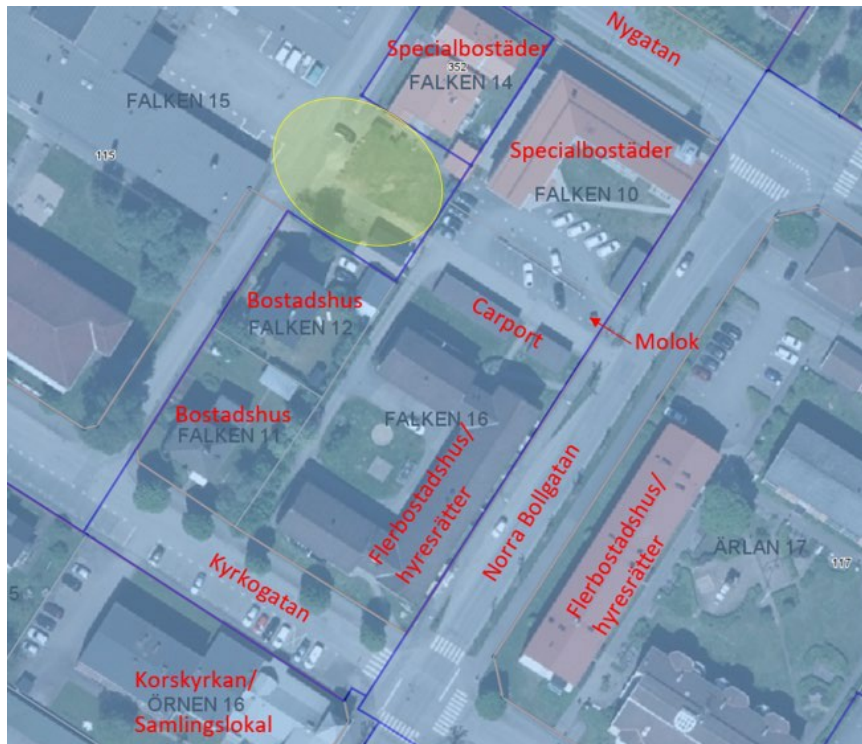 Nygatan
Specialbostäder
352
FALKEN 14
FALKEN 15
115
Specialbostäder
FALKEN 10
Bostadshus
FALKEN 12
Carport
Molok
Bostadshus
FALKEN 11
FALKEN 16
Flerbostadshus/
hyresrätter
Norra Bollgatan
Flerbostadshus/
hyresrätter
ÄRLAN 17
117
Kyrkogatan
5
Korskyrkan/
ÖRNEN 16
Samlingslokal